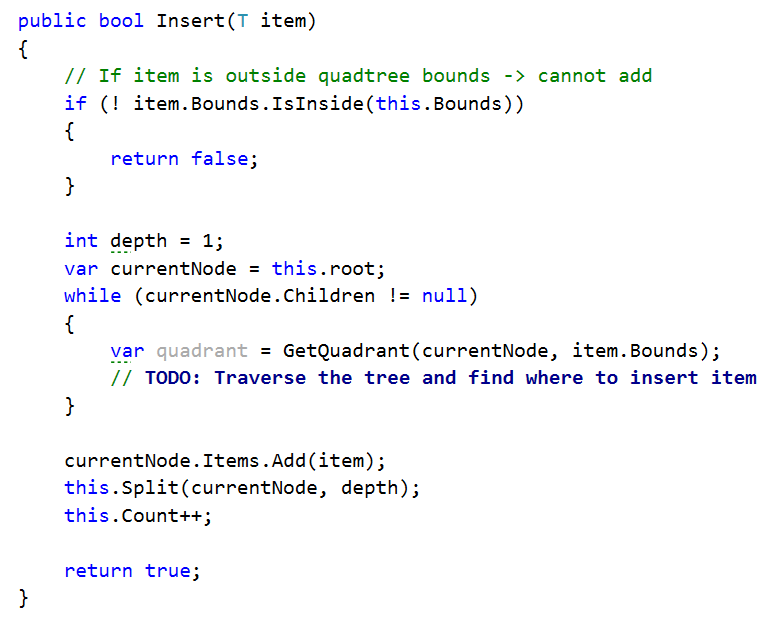 public bool Insert(T item)
{
    // If item is outside quadtree bounds -> cannot add
    if (! item.Bounds.IsInside(this.Bounds))
    {
        return false;
    }

    int depth = 1;
    var currentNode = this.root;
    while (currentNode.Children != null)
    {
        var quadrant = GetQuadrant(currentNode, item.Bounds);
        // TODO: Traverse the tree and find where to insert item
    }

    currentNode.Items.Add(item);
    this.Split(currentNode, depth);
    this.Count++;

    return true;
}